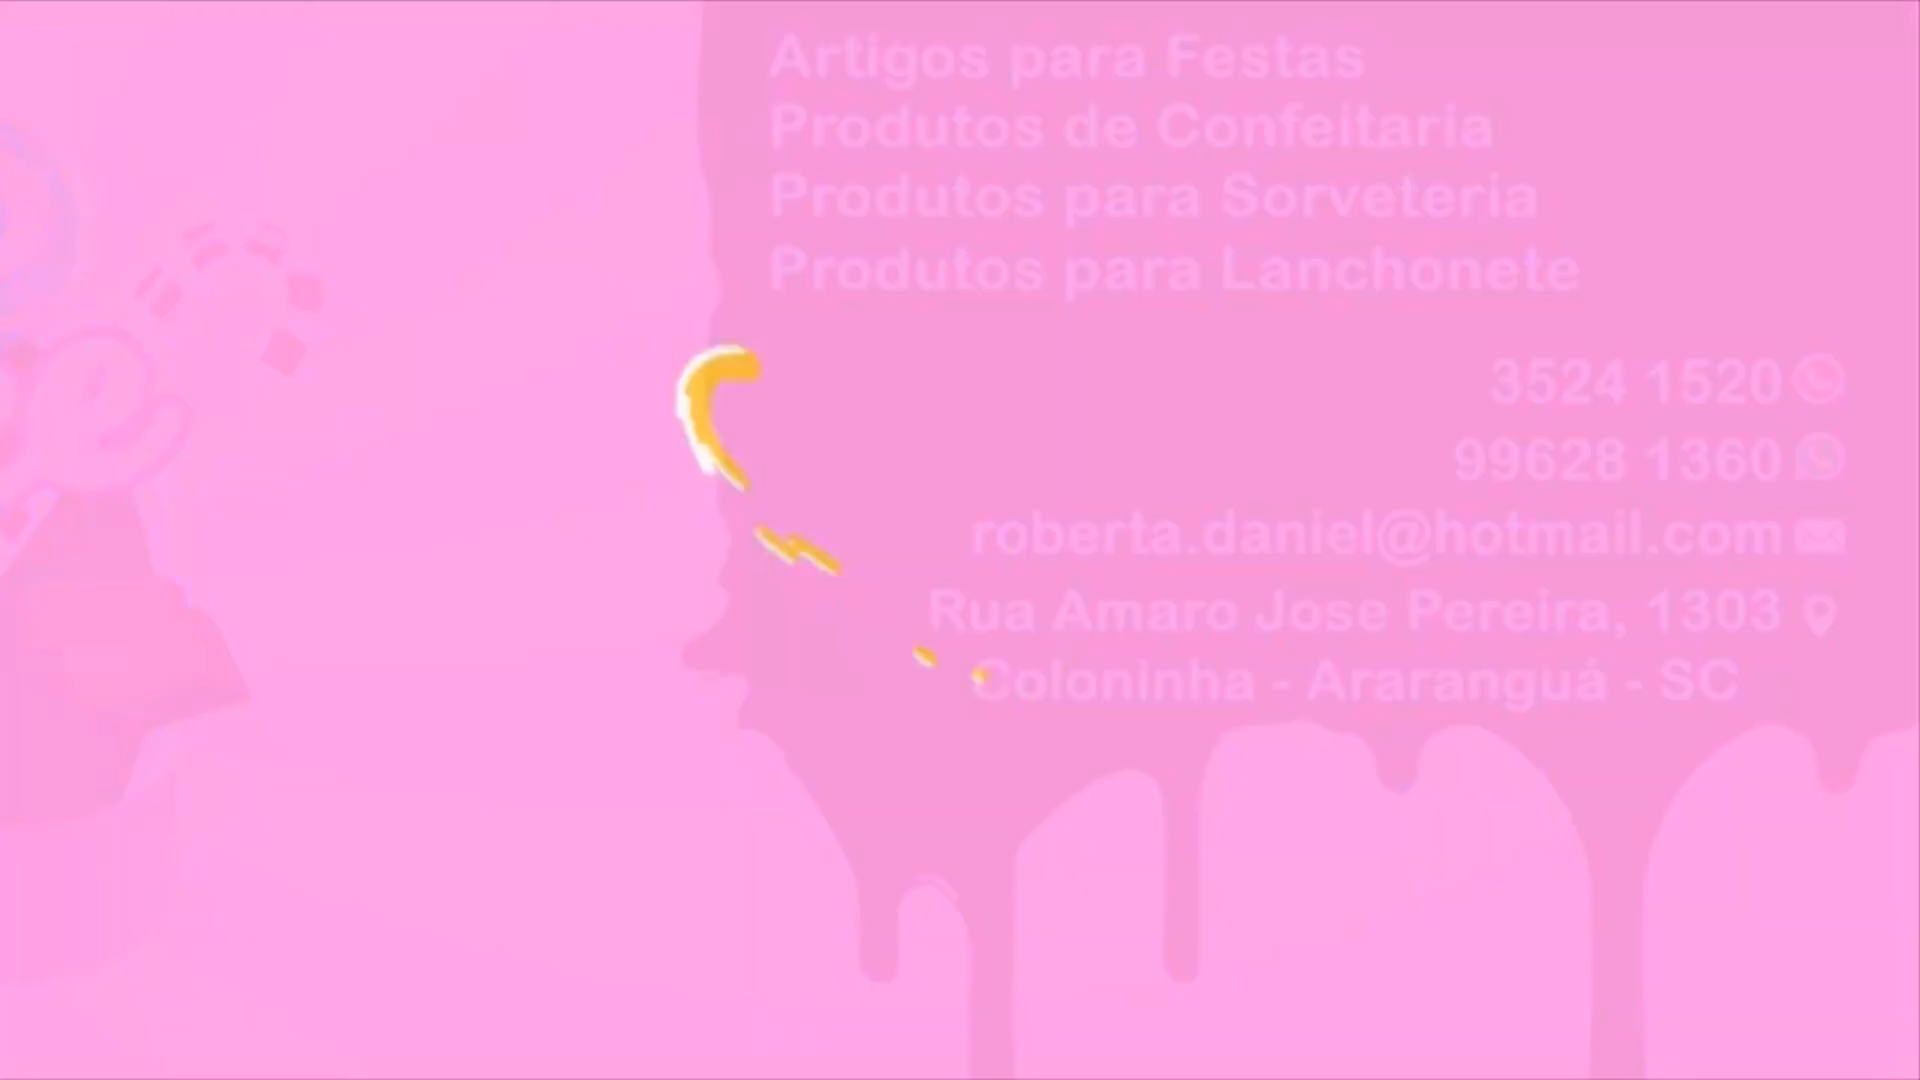 Artigos para Festas
Produtos de Confeitaria
Produtos para Sorveteria
Produtos para Lanchonete
3524 1520
99628 1360
roberta.daniel@hotmail.com
Rua Amaro Jose Pereira, 1303
Coloninha - Araranguá - SC